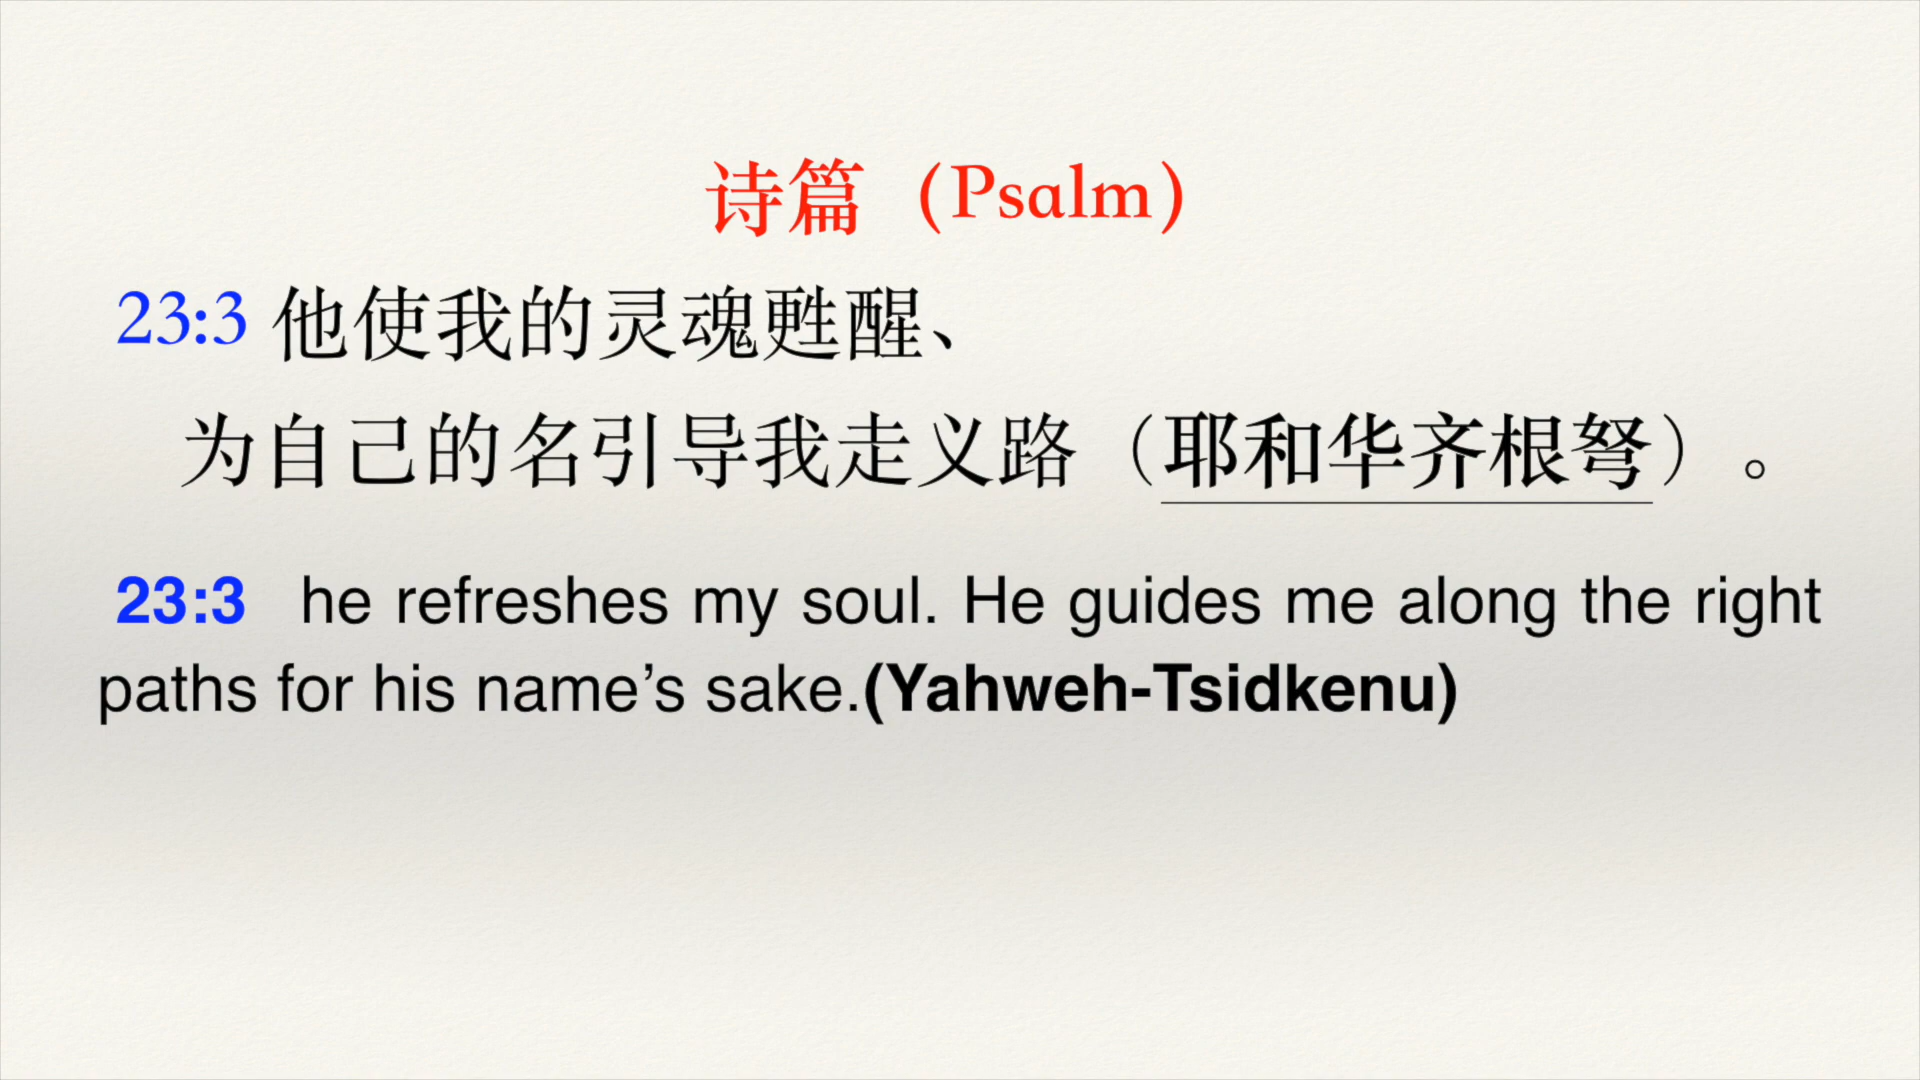 诗篇（Psalm）
23:3 他使我的灵魂甦醒、
为自己的名引导我走义路（耶和华齐根弩）。
23:3 he refreshes my soul. He guides me along the right
paths for his name’s sake.(Yahweh-Tsidkenu)